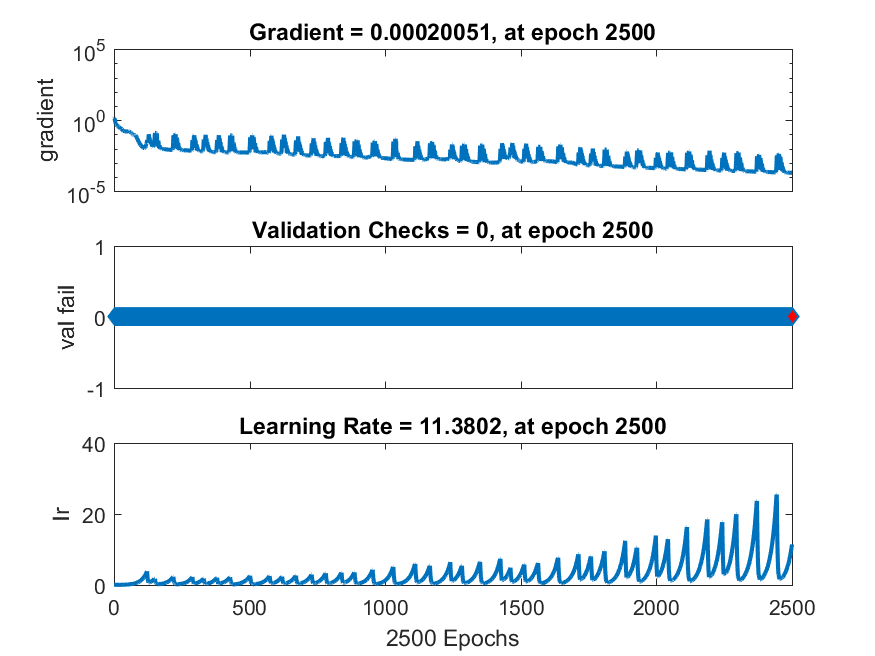 Gradient = 0.00020051, at epoch 2500
10^5
10^0
10^-5
gradient
Validation Checks = 0, at epoch 2500
1
0
-1
val fail
Learning Rate = 11.3802, at epoch 2500
40
20
0
lr
0 500 1000 1500 2000 2500
2500 Epochs